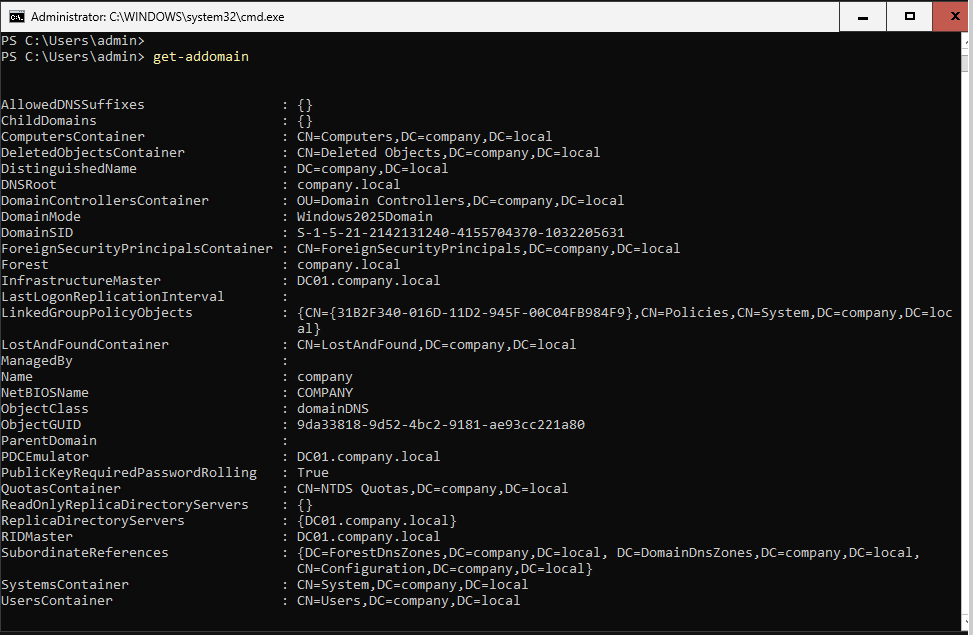 Administrator: C:\WINDOWS\system32\cmd.exe
PS C:\Users\admin>
PS C:\Users\admin> get-addomain
AllowedDNSSuffixes                 : {}
ChildDomains                       : {}
ComputersContainer                 : CN=Computers,DC=company,DC=local
DeletedObjectsContainer            : CN=Deleted Objects,DC=company,DC=local
DistinguishedName                  : DC=company,DC=local
DNSRoot                            : company.local
DomainControllersContainer         : OU=Domain Controllers,DC=company,DC=local
DomainMode                         : Windows2025Domain
DomainSID                          : S-1-5-21-2142131240-4155704370-1032205631
ForeignSecurityPrincipalsContainer : CN=ForeignSecurityPrincipals,DC=company,DC=local
Forest                             : company.local
InfrastructureMaster               : DC01.company.local
LastLogonReplicationInterval       :
LinkedGroupPolicyObjects           : {CN={31B2F340-016D-11D2-945F-00C04FB984F9},CN=Policies,CN=System,DC=company,DC=loc
                                     al}
LostAndFoundContainer              : CN=LostAndFound,DC=company,DC=local
ManagedBy                          :
Name                               : company
NetBIOSName                        : COMPANY
ObjectClass                        : domainDNS
ObjectGUID                         : 9da33818-9d52-4bc2-9181-ae93cc221a80
ParentDomain                       :
PDCEmulator                        : DC01.company.local
PublicKeyRequiredPasswordRolling   : True
QuotasContainer                    : CN=NTDS Quotas,DC=company,DC=local
ReadOnlyReplicaDirectoryServers    : {}
ReplicaDirectoryServers            : {DC01.company.local}
RIDMaster                          : DC01.company.local
SubordinateReferences              : {DC=ForestDnsZones,DC=company,DC=local, DC=DomainDnsZones,DC=company,DC=local,
                                     CN=Configuration,DC=company,DC=local}
SystemsContainer                   : CN=System,DC=company,DC=local
UsersContainer                     : CN=Users,DC=company,DC=local